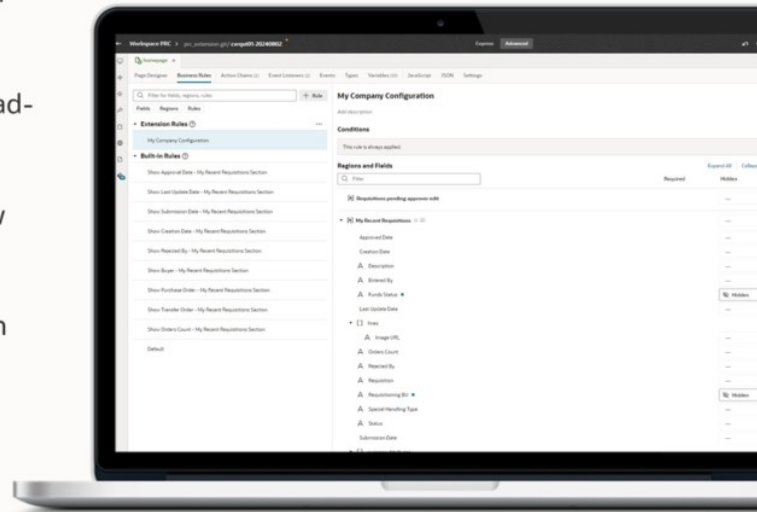 ad-
Workspace PRC > prc_extension.git/ corqst01-20240802
Express Advanced
homepage ×
Page Designer Business Rules Action Chains Event Listeners Events Types Variables JavaScript JSON Settings
Filter for fields, regions, rules
+ Rule
Fields Regions Rules
Extension Rules
My Company Configuration
Built-In Rules
Show Approval Date - My Recent Requisitions Section
Show Last Update Date - My Recent Requisitions Section
Show Submission Date - My Recent Requisitions Section
Show Creation Date - My Recent Requisitions Section
Show Rejected By - My Recent Requisitions Section
Show Buyer - My Recent Requisitions Section
Show Purchase Order - My Recent Requisitions Section
Show Transfer Order - My Recent Requisitions Section
Show Orders Count - My Recent Requisitions Section
Default
My Company Configuration
Add description
Conditions
This rule is always applied.
Regions and Fields
Expand All Collaps
Filter
Required Hidden
Requisitions pending approver edit
My Recent Requisitions
Approved Date
Creation Date
A Description
A Entered By
A Funds Status
Hidden
Last Update Date
lines
A Image URL
A Orders Count
A Rejected By
A Requisition
A Requisitioning BU
Hidden
A Special Handling Type
A Status
Submission Date